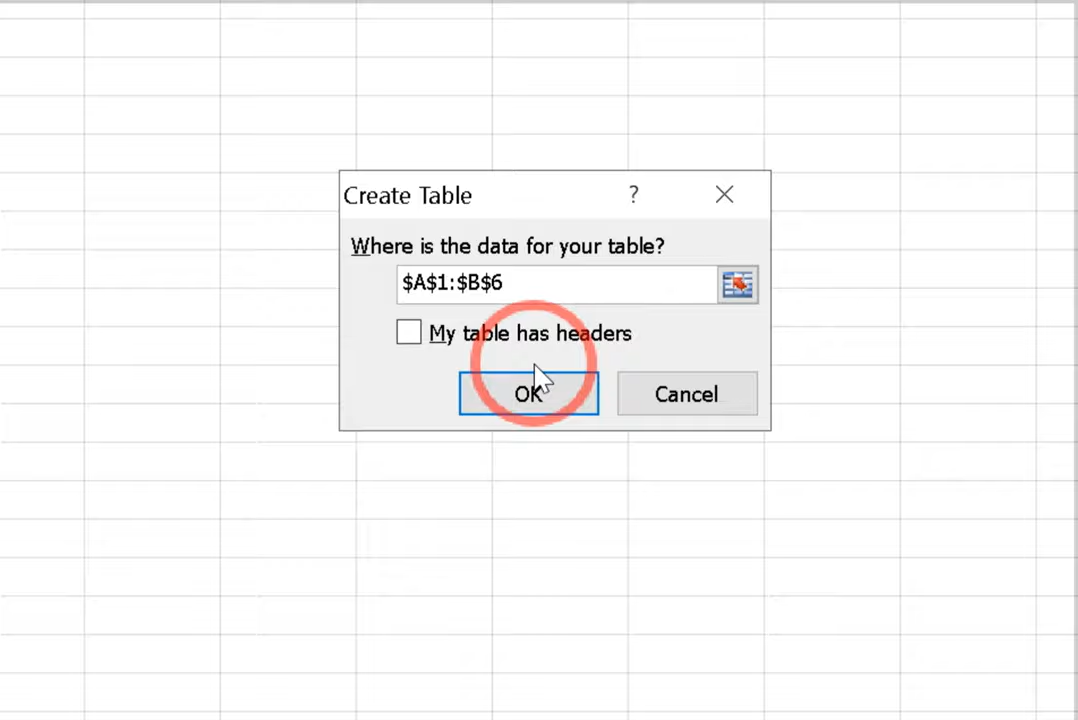 Create Table
?
Where is the data for your table?
$A$1:$B$6
My table has headers
OK
Cancel